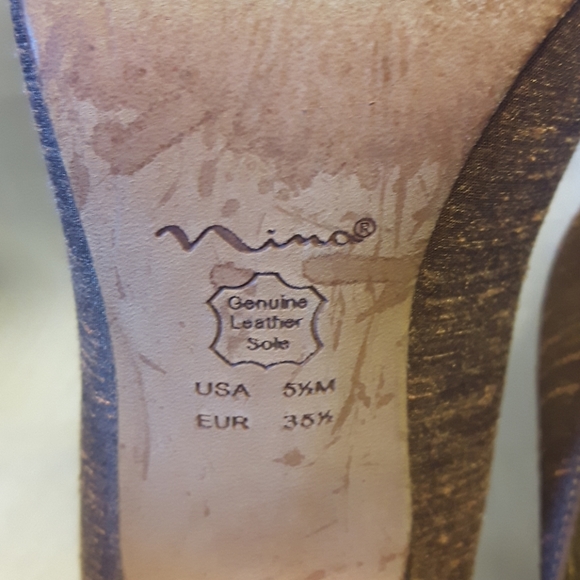 Nina®
Genuine
Leather
Sole
USA 5½M
EUR 35½